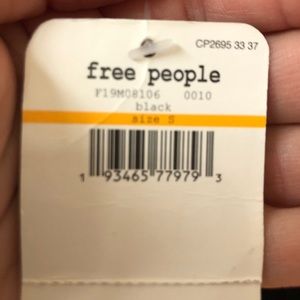 CP2695 33 37
free people
F19M08106 0010
black
size S
1 93465 77979 3